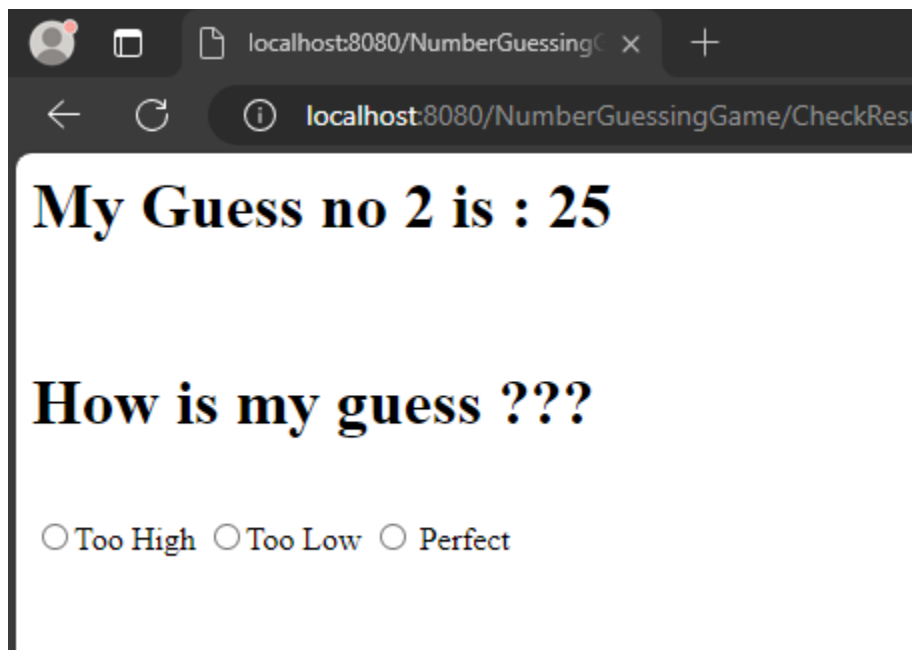 localhost:8080/NumberGuessing
localhost:8080/NumberGuessingGame/CheckRes
My Guess no 2 is : 25
How is my guess ???
Too High Too Low Perfect